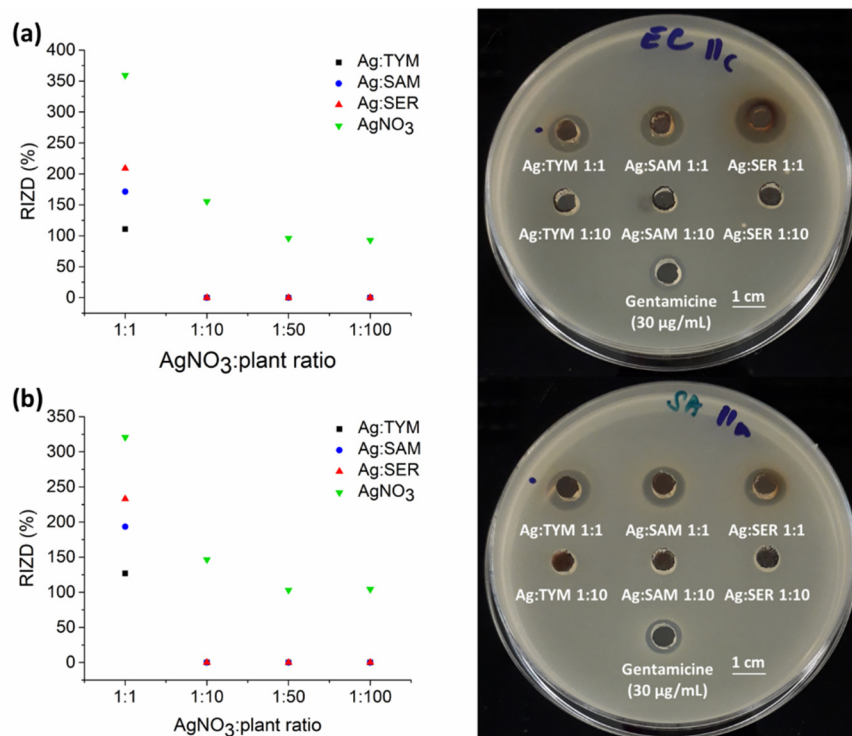 (a)
400
350
300
250
200
150
100
50
0
RIZD (%)
Ag:TYM
Ag:SAM
Ag:SER
AgNO₃
1:1 1:10 1:50 1:100
AgNO₃:plant ratio
EC II c
Ag:TYM 1:1 Ag:SAM 1:1 Ag:SER 1:1
Ag:TYM 1:10 Ag:SAM 1:10 Ag:SER 1:10
Gentamicine
(30 µg/mL)
1 cm
(b)
350
300
250
200
150
100
50
0
RIZD (%)
Ag:TYM
Ag:SAM
Ag:SER
AgNO₃
1:1 1:10 1:50 1:100
AgNO₃:plant ratio
SA II
Ag:TYM 1:1 Ag:SAM 1:1 Ag:SER 1:1
Ag:TYM 1:10 Ag:SAM 1:10 Ag:SER 1:10
Gentamicine
(30 µg/mL)
1 cm